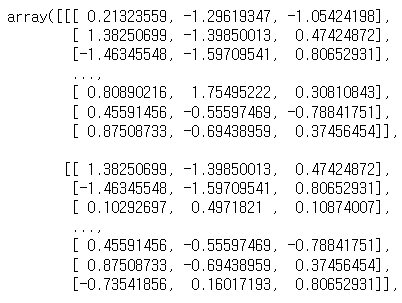 array([[[ 0.21323559, -1.29619347, -1.05424198],
[ 1.38250699, -1.39850013, 0.47424872],
[-1.46345548, -1.59709541, 0.80652931],
...,
[ 0.80890216, 1.75495222, 0.30810843],
[ 0.45591456, -0.55597469, -0.78841751],
[ 0.87508733, -0.69438959, 0.37456454]],
[[ 1.38250699, -1.39850013, 0.47424872],
[-1.46345548, -1.59709541, 0.80652931],
[ 0.10292697, 0.4971821 , 0.10874007],
...,
[ 0.45591456, -0.55597469, -0.78841751],
[ 0.87508733, -0.69438959, 0.37456454],
[-0.73541856, 0.16017193, 0.80652931]],